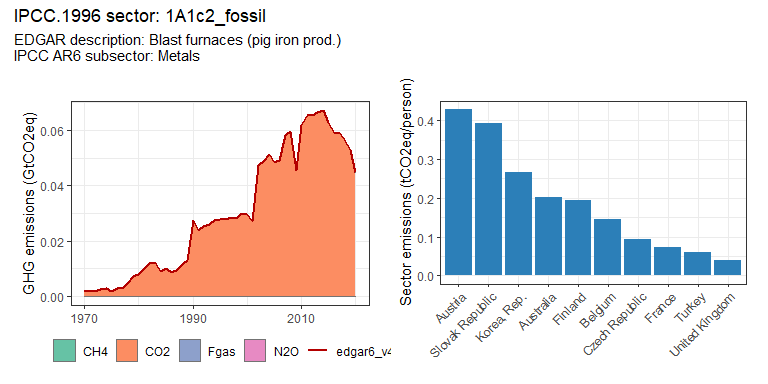 IPCC.1996 sector: 1A1c2_fossil
EDGAR description: Blast furnaces (pig iron prod.)
IPCC AR6 subsector: Metals
GHG emissions (GtCO2eq)
0.06
0.04
0.02
0.00
1970
1990
2010
CH4
CO2
Fgas
N2O
edgar6_v4
Sector emissions (tCO2eq/person)
0.4
0.3
0.2
0.1
0.0
Austria
Slovak Republic
Korea, Rep.
Australia
Finland
Belgium
Czech Republic
France
Turkey
United Kingdom